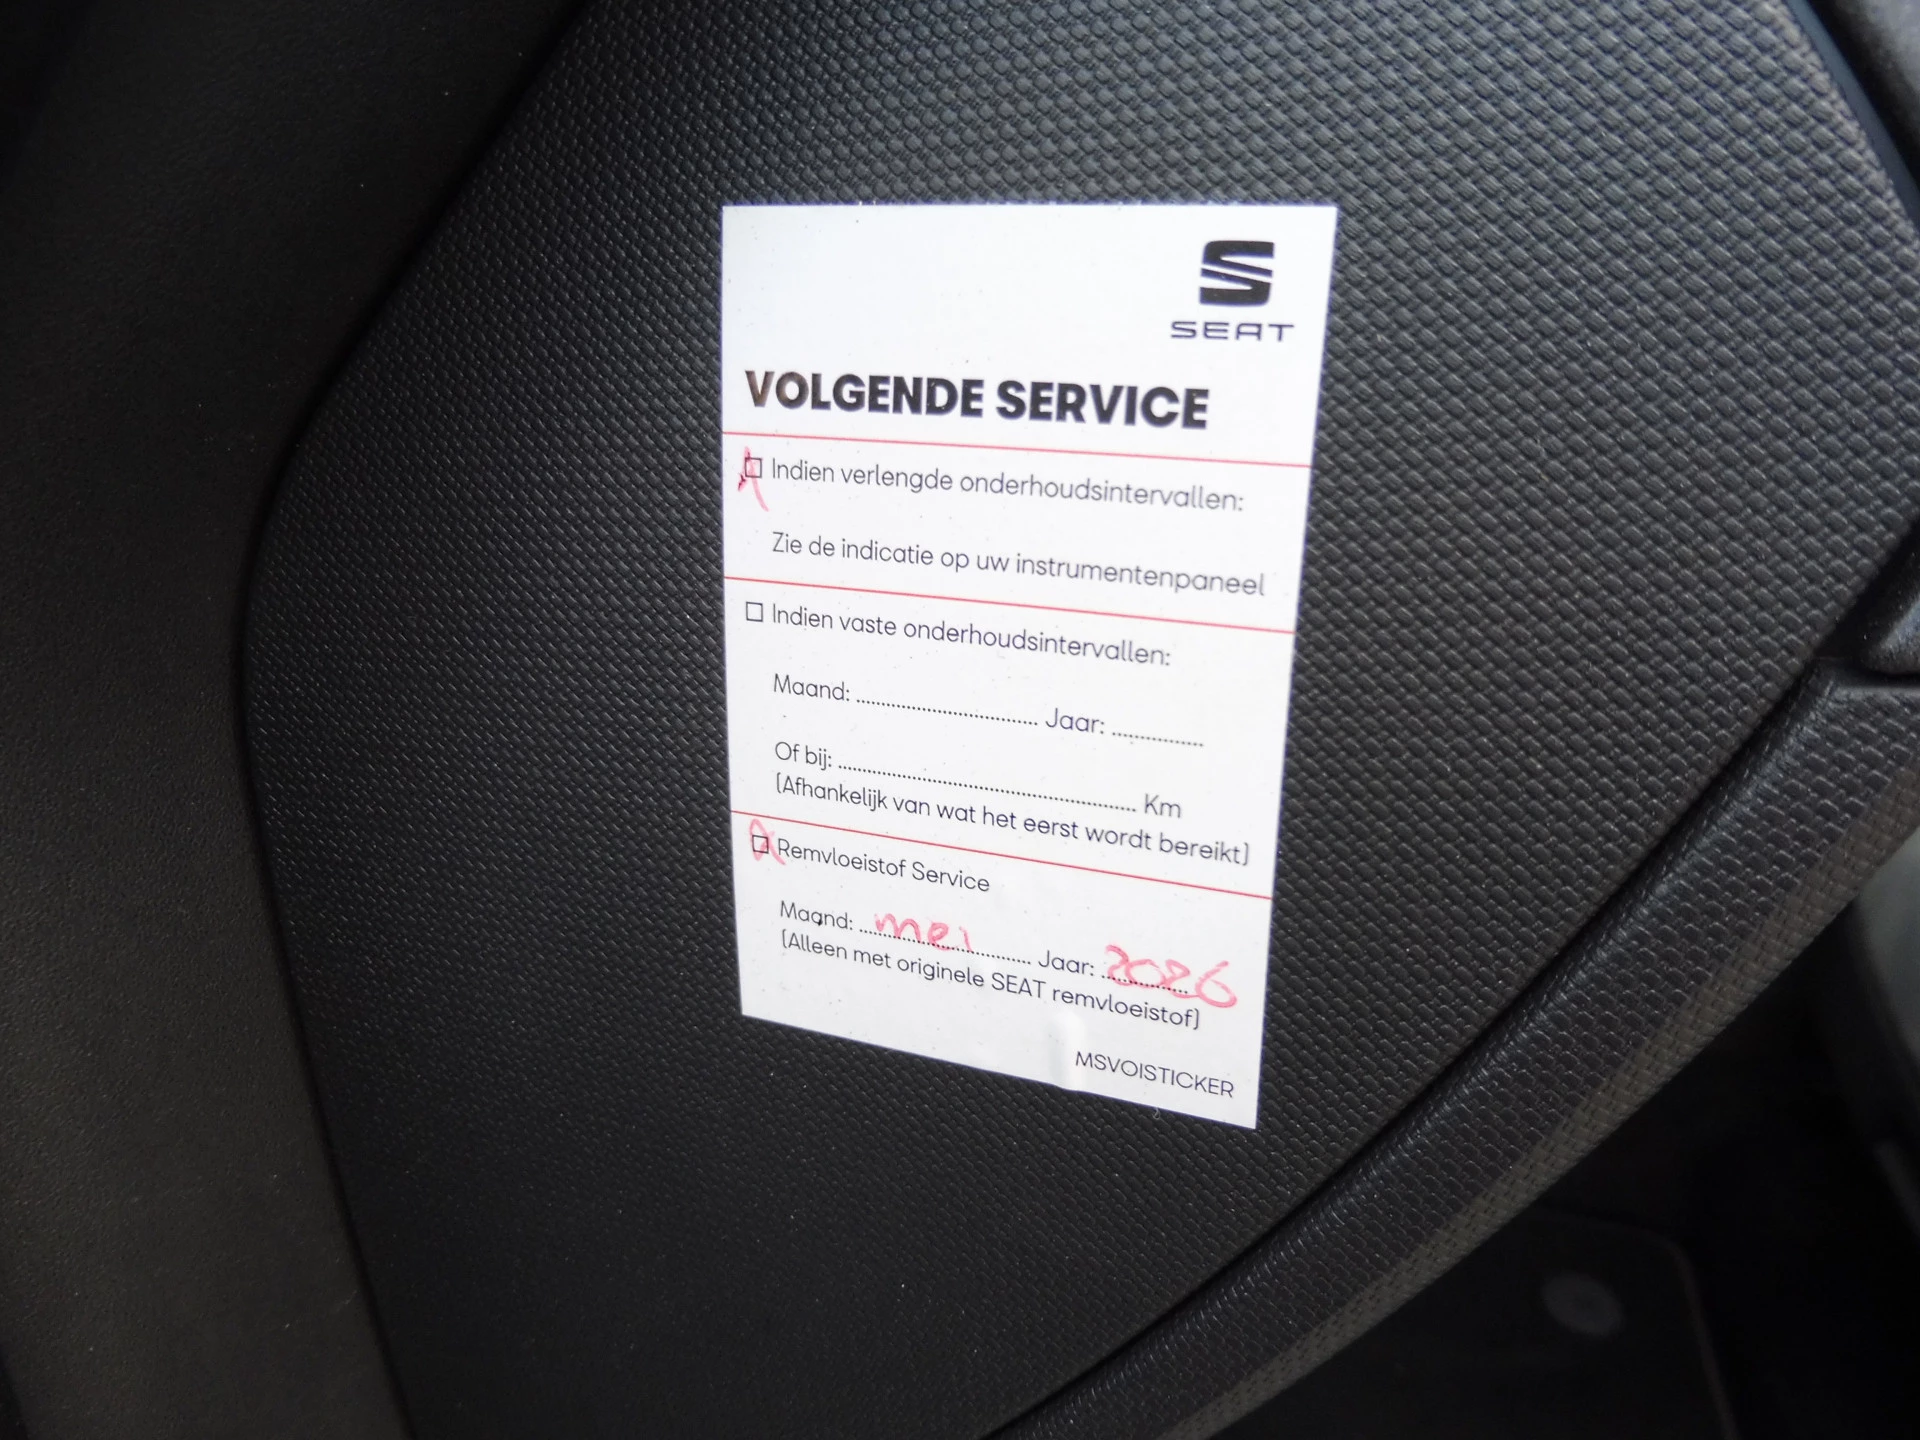 SEAT
VOLGENDE SERVICE
Indien verlengde onderhoudsintervallen:
Zie de indicatie op uw instrumentenpaneel
Indien vaste onderhoudsintervallen:
Maand: .......................... Jaar: .............
Of bij: ........................................... Km
(Afhankelijk van wat het eerst wordt bereikt)
Remvloeistof Service
Maand: mei Jaar: 2026
(Alleen met originele SEAT remvloeistof)
MSVOISTICKER